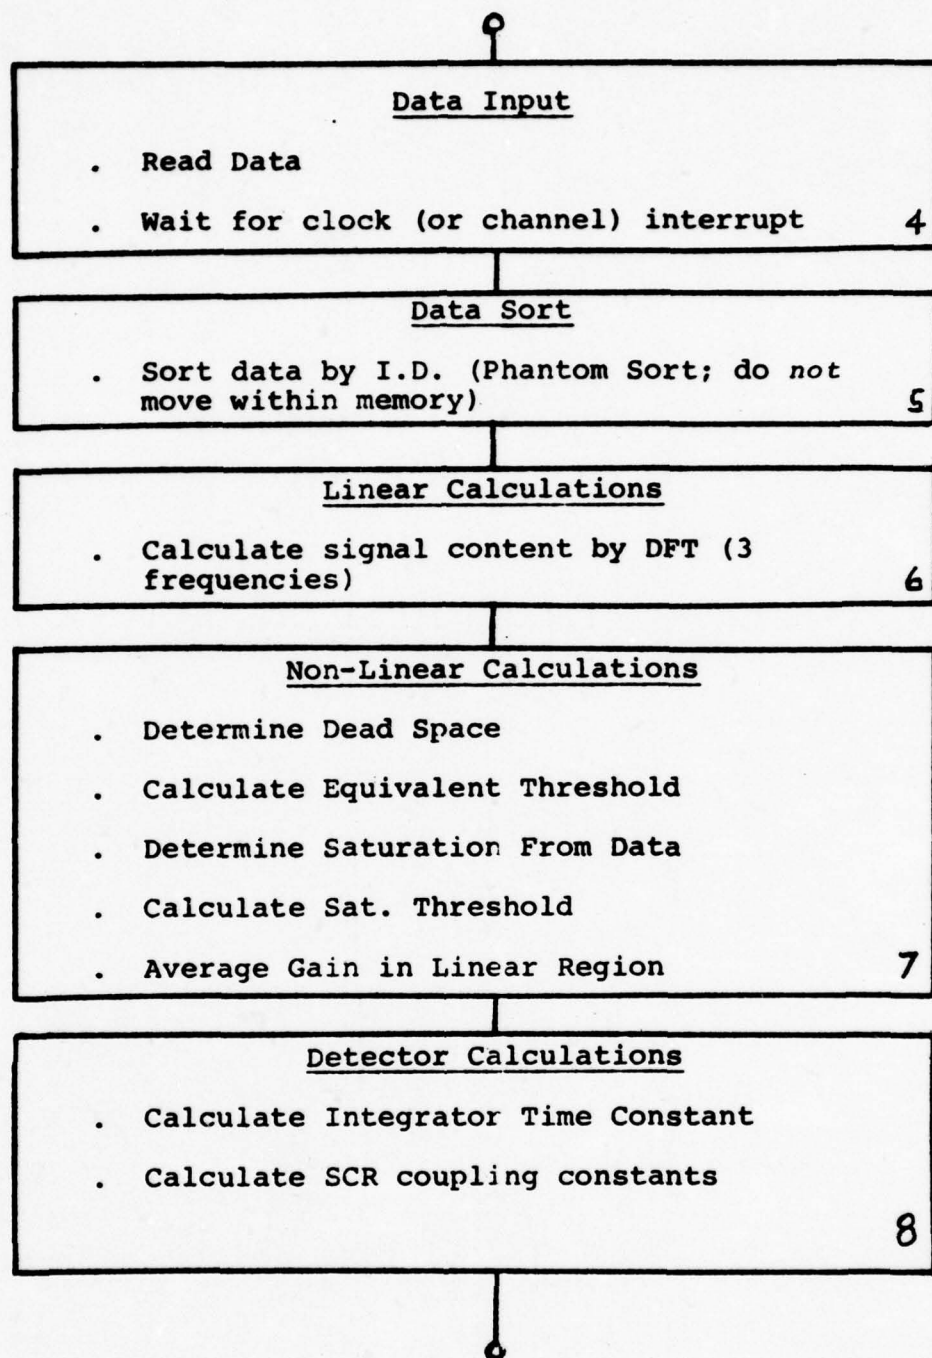 Data Input
. Read Data
. Wait for clock (or channel) interrupt 4
Data Sort
. Sort data by I.D. (Phantom Sort; do not
move within memory) 5
Linear Calculations
. Calculate signal content by DFT (3
frequencies) 6
Non-Linear Calculations
. Determine Dead Space
. Calculate Equivalent Threshold
. Determine Saturation From Data
. Calculate Sat. Threshold
. Average Gain in Linear Region 7
Detector Calculations
. Calculate Integrator Time Constant
. Calculate SCR coupling constants
8